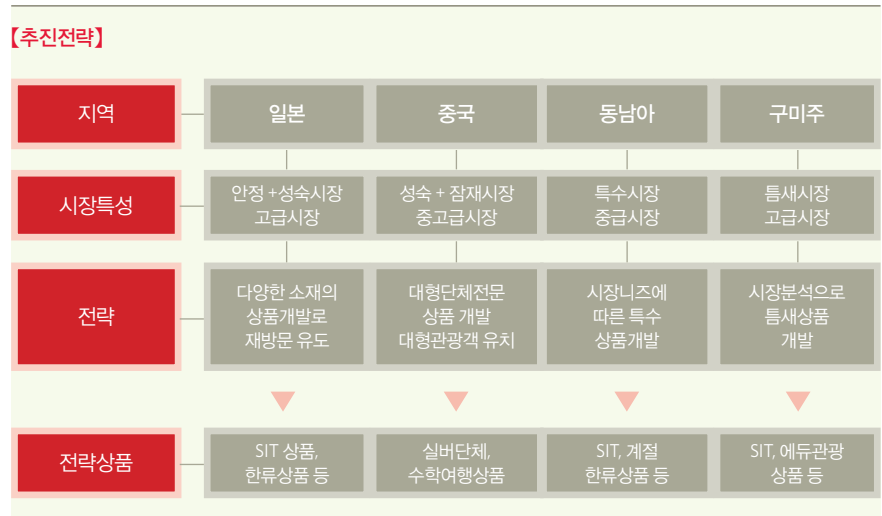 【추진전략】
지역
일본
중국
동남아
구미주
시장특성
안정 +성숙시장
고급시장
성숙 + 잠재시장
중고급시장
특수시장
중급시장
틈새시장
고급시장
전략
다양한 소재의
상품개발로
재방문 유도
대형단체전문
상품 개발
대형관광객 유치
시장니즈에
따른 특수
상품개발
시장분석으로
틈새상품
개발
전략상품
SIT 상품,
한류상품 등
실버단체,
수학여행상품
SIT, 계절
한류상품 등
SIT, 에듀관광
상품 등